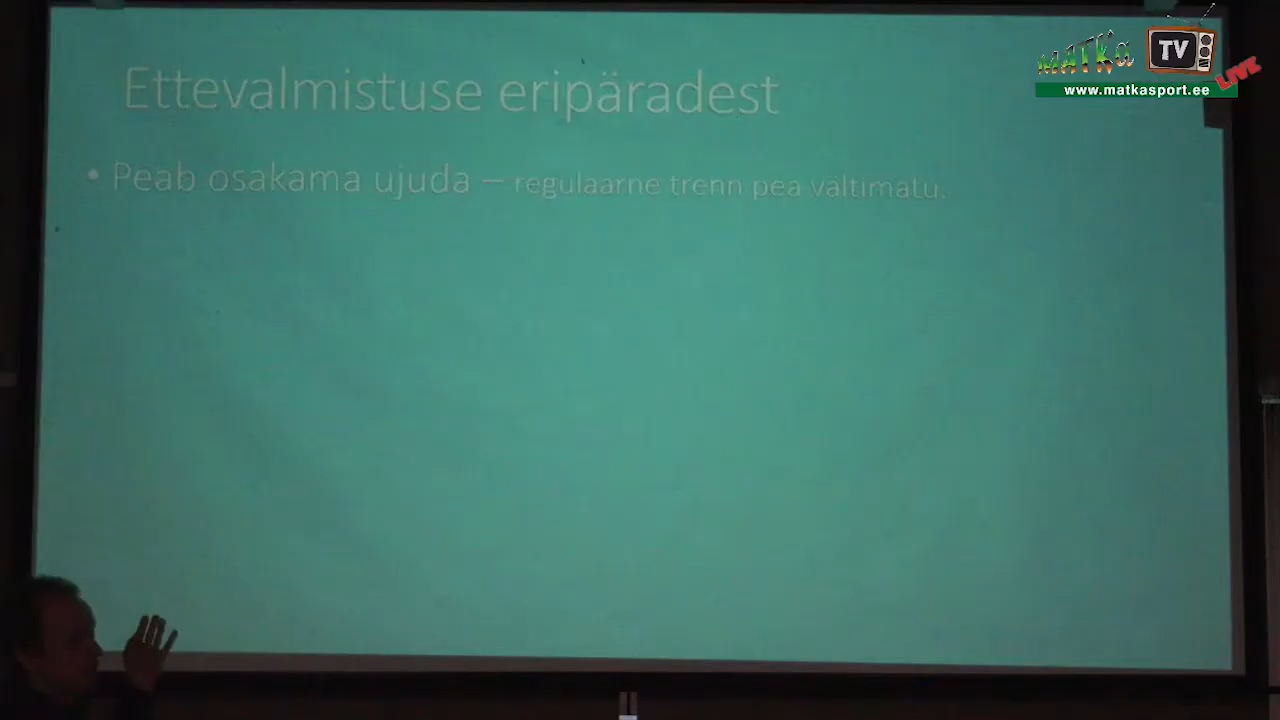 Ettevalmistuse eripäradest
• Peab osakama ujuda – regulaarne trenn pea vältimatu.
MATKa
TV
LIVE
www.matkasport.ee